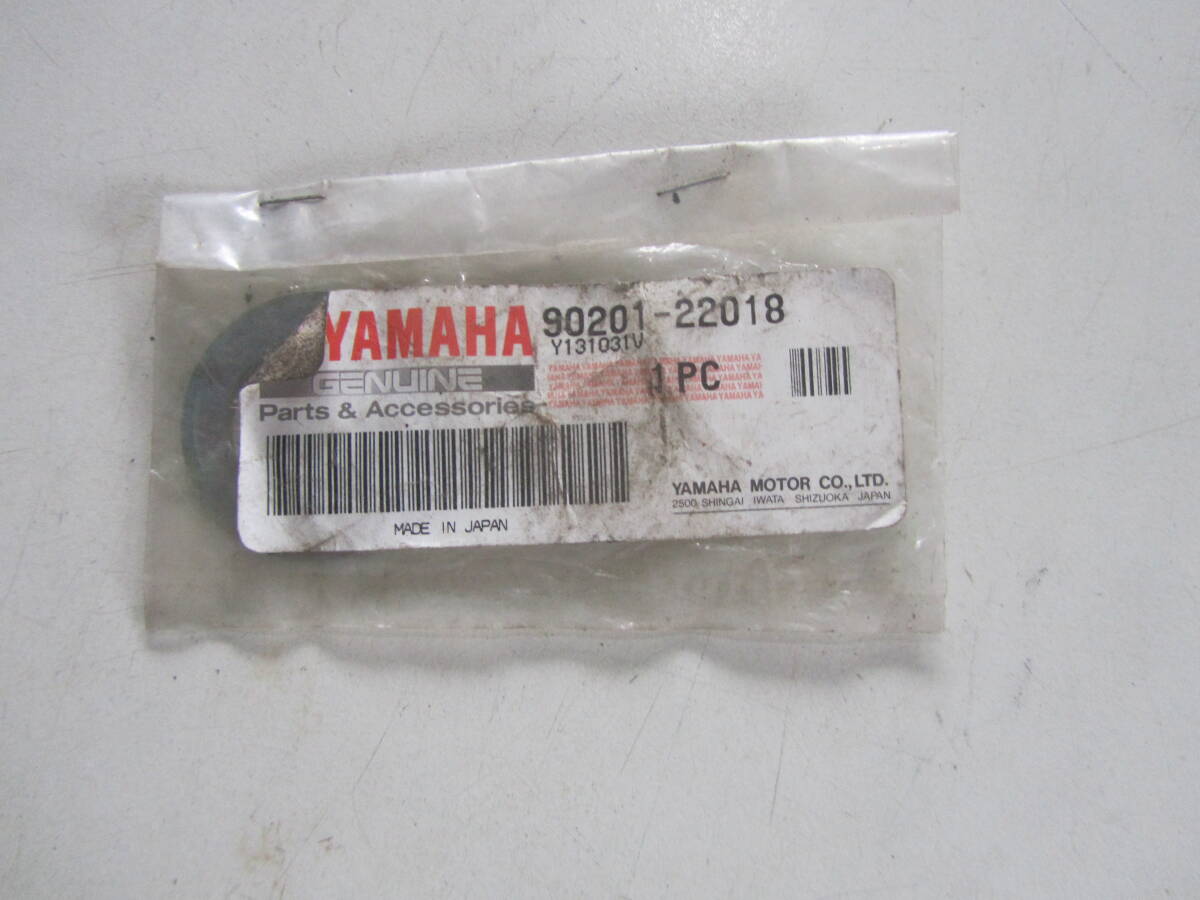 YAMAHA 90201-22018
Y131031V
GENUINE 1 PC
Parts & Accessories
YAMAHA MOTOR CO.,LTD.
2500 SHINGAI IWATA SHIZUOKA JAPAN
MADE IN JAPAN